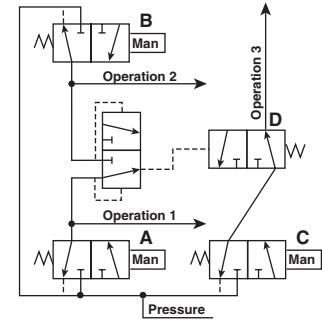 B
Man
Operation 2
Operation 3
D
Operation 1
A
Man
C
Man
Pressure